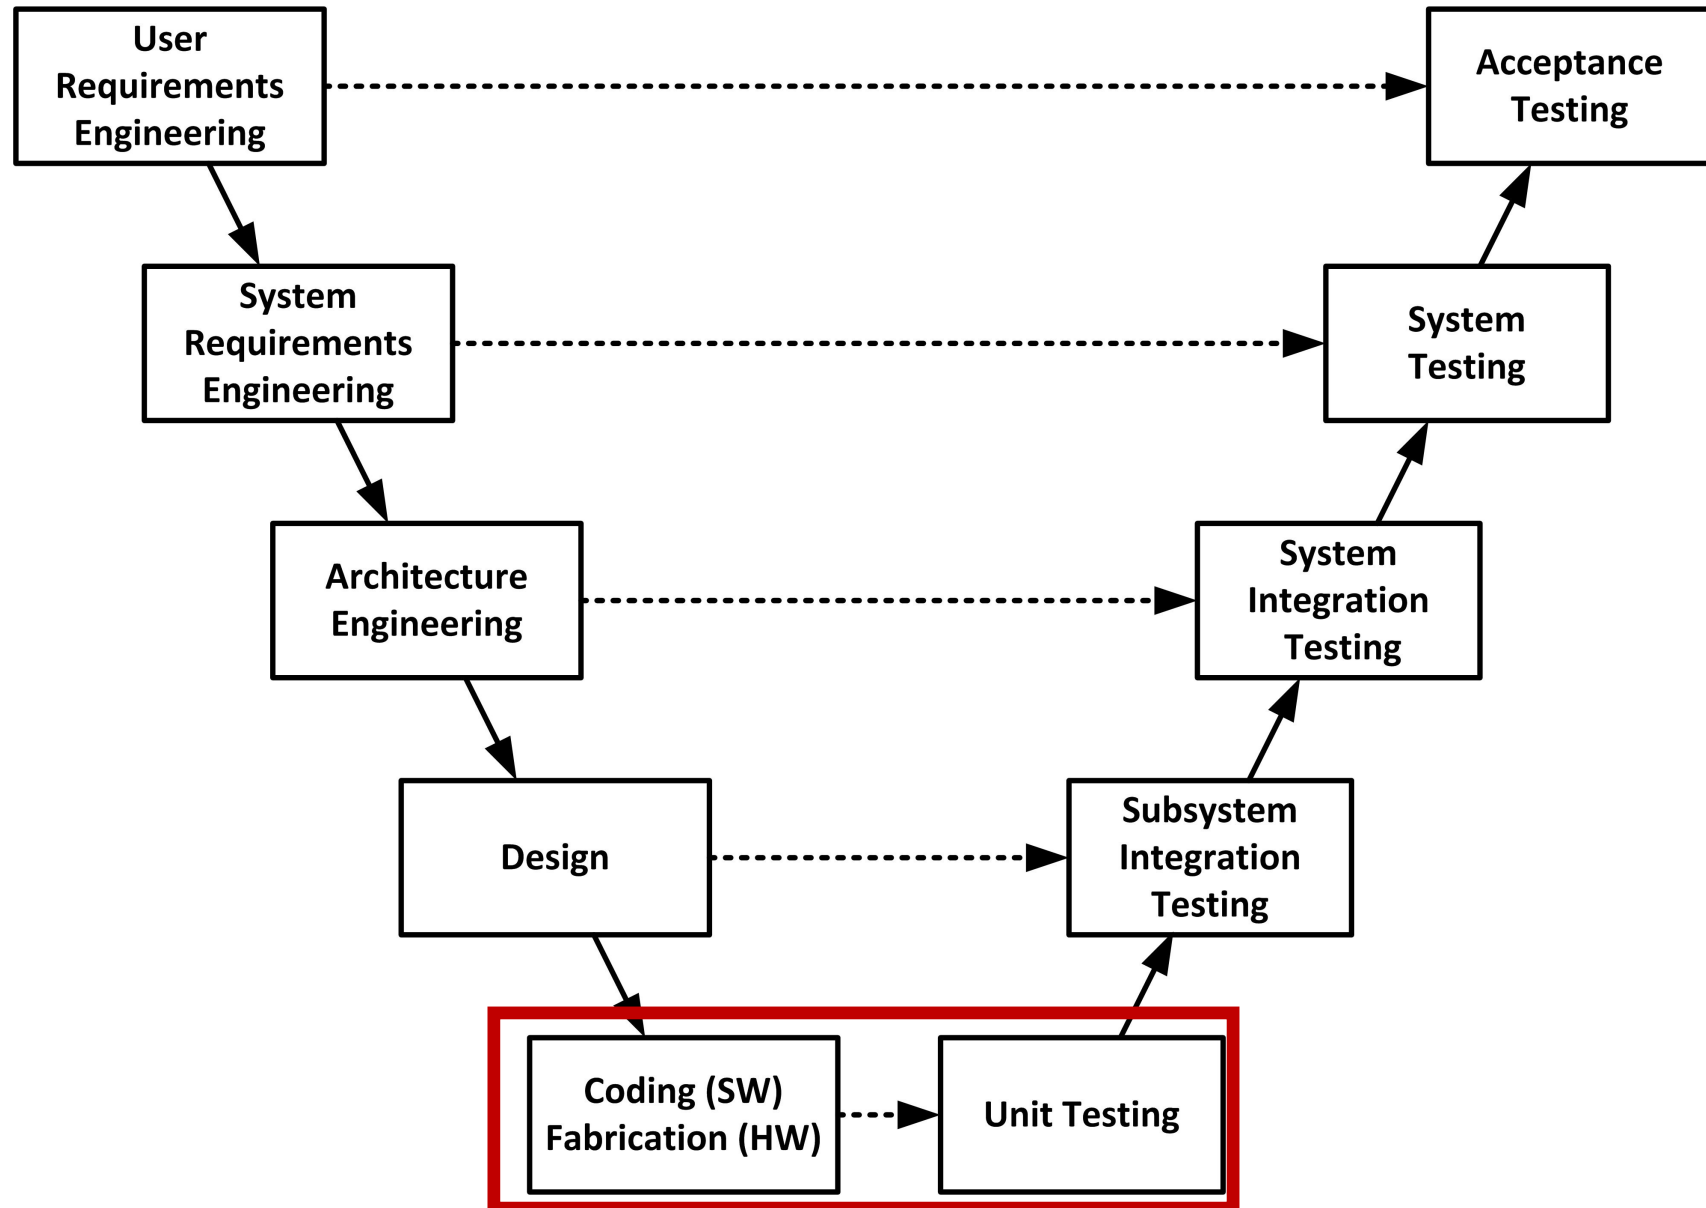 User
Requirements
Engineering
Acceptance
Testing
System
Requirements
Engineering
System
Testing
Architecture
Engineering
System
Integration
Testing
Design
Subsystem
Integration
Testing
Coding (SW)
Fabrication (HW)
Unit Testing